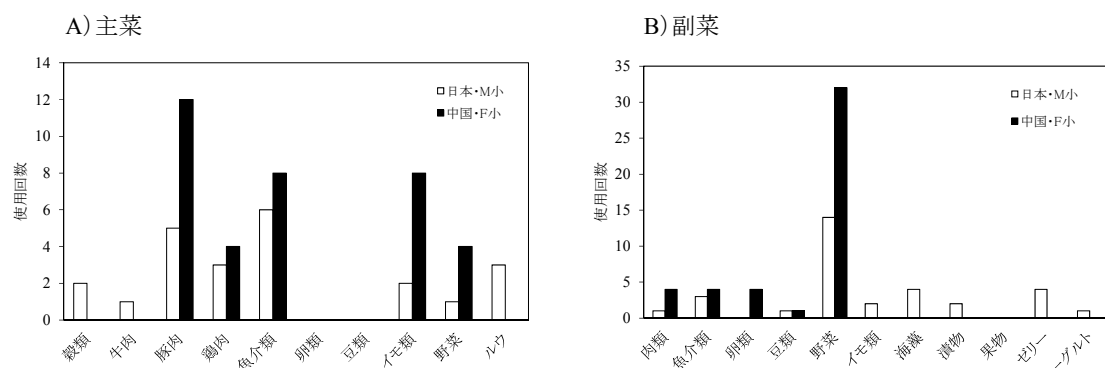 A)主菜
14
12
10
8
6
4
2
0
使用回数
□日本・M小
■中国・F小
穀類
牛肉
豚肉
鶏肉
魚介類
卵類
豆類
イモ類
野菜
ルウ
B)副菜
35
30
25
20
15
10
5
0
使用回数
□日本・M小
■中国・F小
肉類
魚介類
卵類
豆類
野菜
イモ類
海藻
漬物
果物
ゼリー
ーグルト